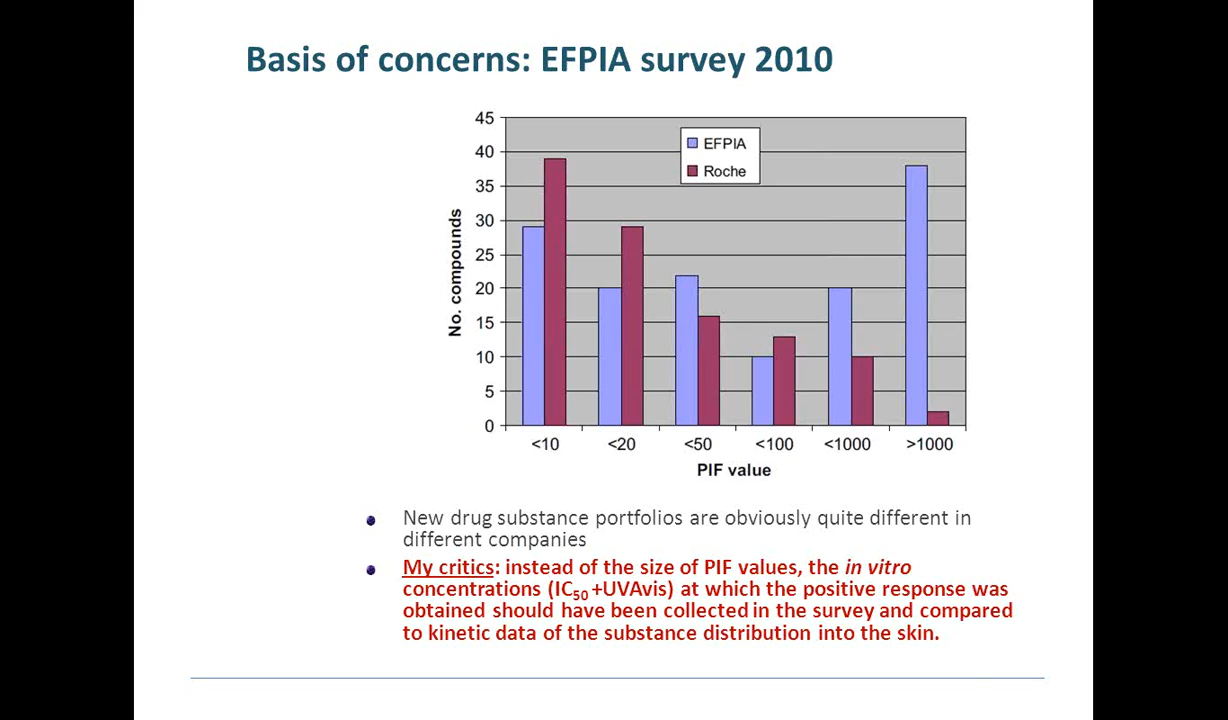 Basis of concerns: EFPIA survey 2010
45
40
35
30
25
20
15
10
5
0
No. compounds
EFPIA
Roche
<10 <20 <50 <100 <1000 >1000
PIF value
New drug substance portfolios are obviously quite different in
different companies
My critics: instead of the size of PIF values, the in vitro
concentrations (IC50 +UVAvis) at which the positive response was
obtained should have been collected in the survey and compared
to kinetic data of the substance distribution into the skin.